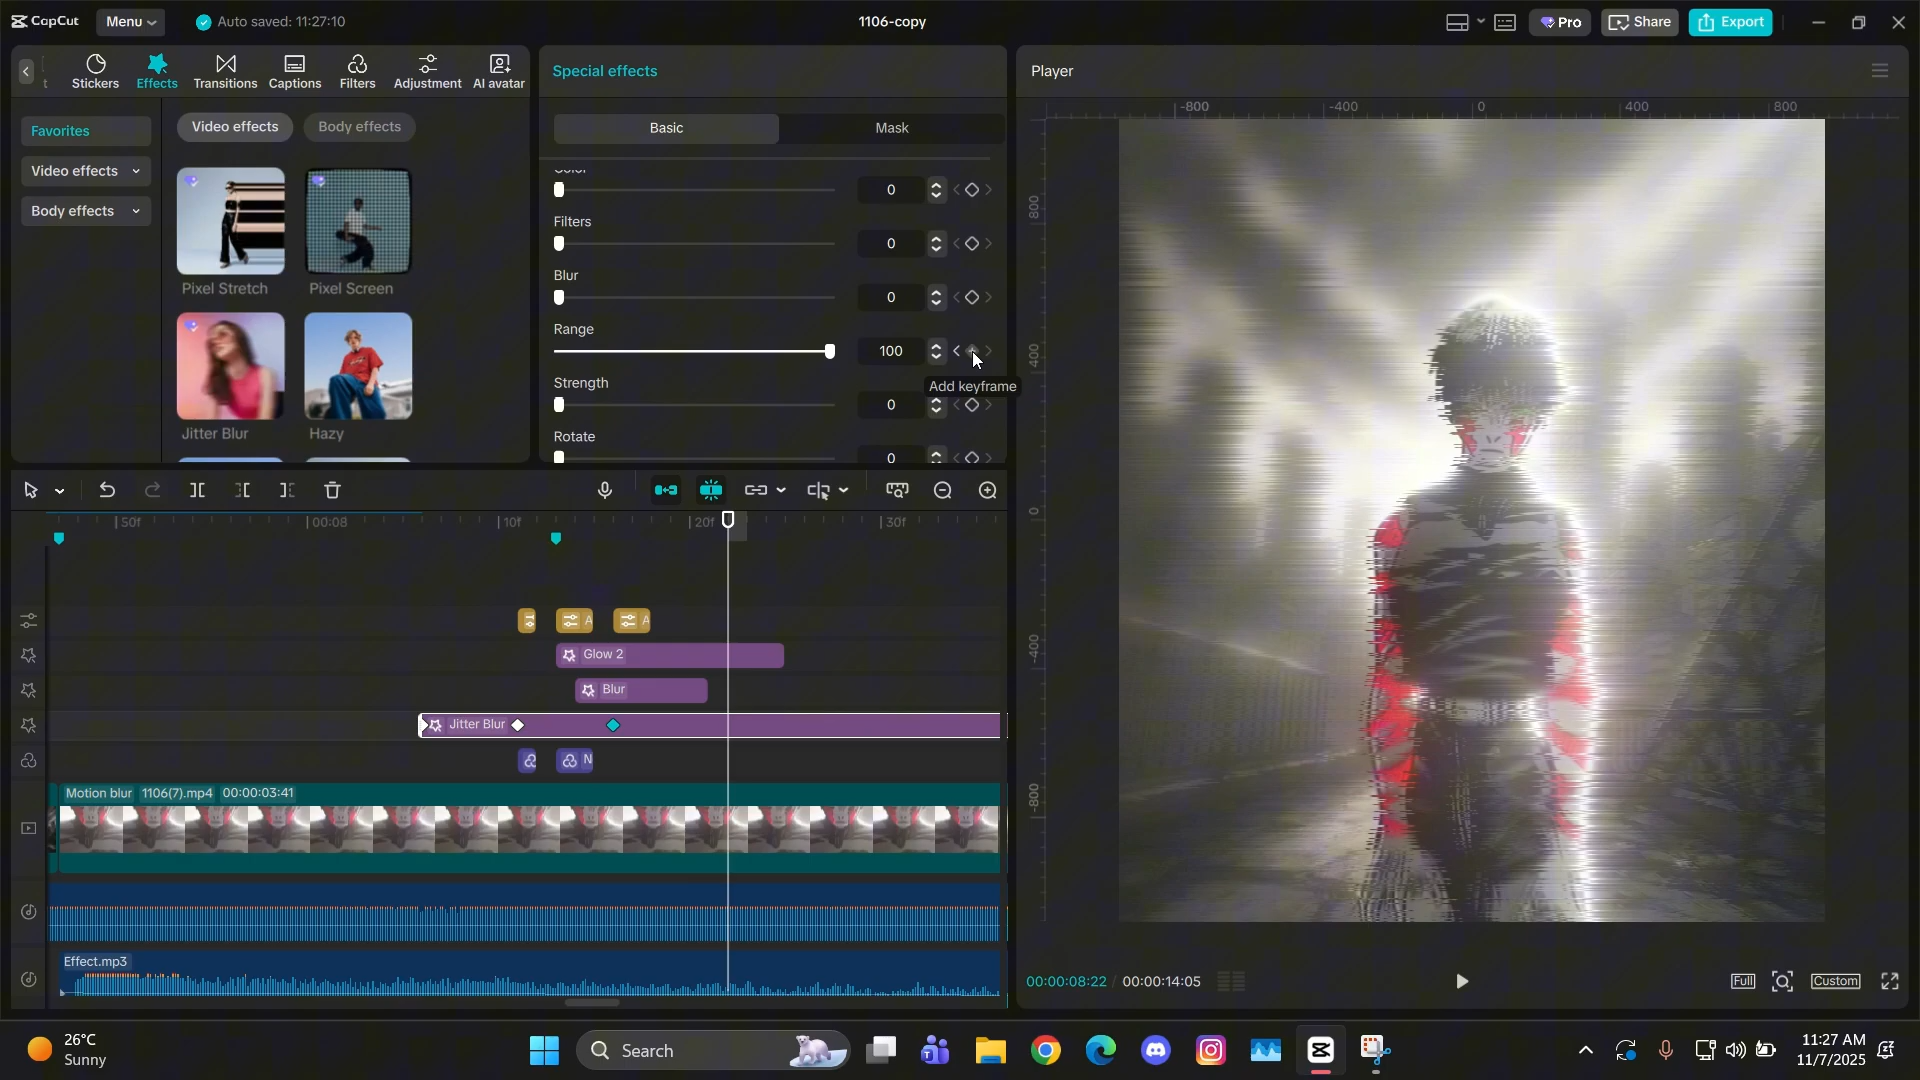 CapCut
Menu
Auto saved: 11:27:10
1106-copy
Pro
Share
Export
t
Stickers
Effects
Transitions
Captions
Filters
Adjustment
AI avatar
Favorites
Video effects
Body effects
Video effects
Body effects
Pixel Stretch
Pixel Screen
Jitter Blur
Hazy
Special effects
Basic
Mask
Color
0
Filters
0
Blur
0
Range
100
Add keyframe
Strength
0
Rotate
0
Player
-800
-400
0
400
800
800
400
0
-400
-800
50f
00:08
10f
20f
30f
A
A
Glow 2
Blur
Jitter Blur
N
Motion blur 1106(7).mp4 00:00:03:41
Effect.mp3
00:00:08:22 / 00:00:14:05
Full
Custom
26°C
Sunny
Search
11:27 AM
11/7/2025